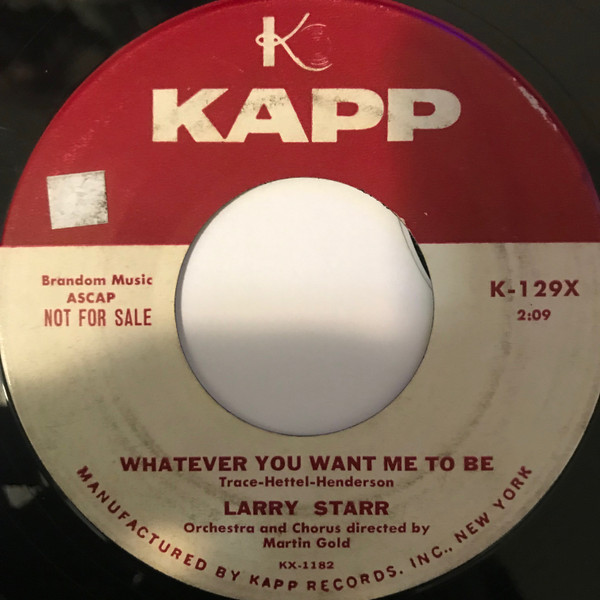 K
KAPP
Brandom Music
ASCAP
NOT FOR SALE
K-129X
2:09
WHATEVER YOU WANT ME TO BE
Trace-Hettel-Henderson
LARRY STARR
Orchestra and Chorus directed by
Martin Gold
KX-1182
MANUFACTURED BY KAPP RECORDS, INC., NEW YORK